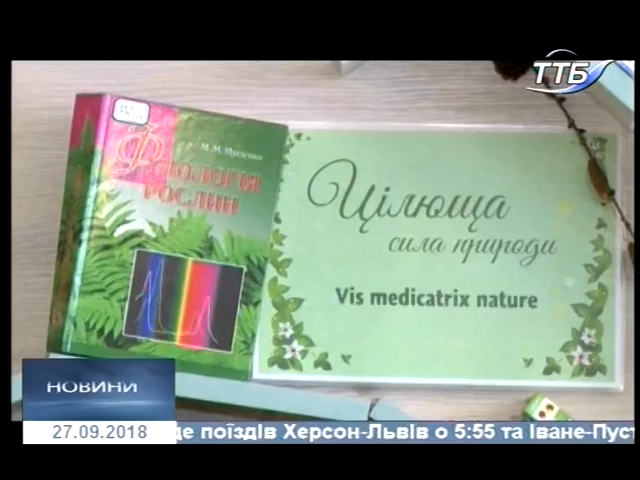 ТТБ
М. М. Мусієнко
Фізіологія
рослин
Цілюща
сила природи
Vis medicatrix nature
НОВИНИ
27.09.2018
де поїздів Херсон-Львів о 5:55 та Іване-Пуст